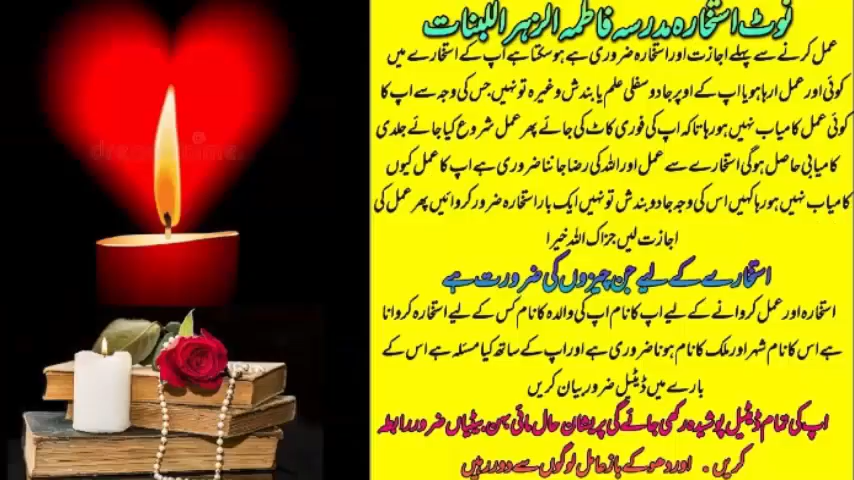 نوٹ استخارہ مدرسہ فاطمہ الزہرا للبنات
عمل کرنے سے پہلے اجازت اور استخارہ ضروری ہے ہو سکتا ہے اپ کے استخارے میں
کوئی اور عمل ارہا ہو یا اپ کے اوپر جادو سفلی علم یا بندش وغیرہ تو نہیں جس کی وجہ سے اپ کا
کوئی عمل کامیاب نہیں ہو رہا تاکہ اپ کی فوری کاٹ کی جائے پھر عمل شروع کیا جائے جلدی
کامیابی حاصل ہوگی استخارے سے عمل اور اللہ کی رضا جاننا ضروری ہے اپ کا عمل کیوں
کامیاب نہیں ہو رہا کہیں اس کی وجہ جادو بندش تو نہیں ایک بار استخارہ ضرور کروائیں پھر عمل کی
اجازت لیں جزاک اللہ خیرا
استخارے کے لیے جن چیزوں کی ضرورت ہے
استخارہ اور عمل کروانے کے لیے اپ کا نام اپ کی والدہ کا نام کس کے لیے استخارہ کروانا
ہے اس کا نام شہر اور ملک کا نام ہونا ضروری ہے اور اپ کے ساتھ کیا مسئلہ ہے اس کے
بارے میں ڈیٹیل ضرور بیان کریں
اپ کی تمام ڈیٹیل پوشیدہ رکھی جائے گی پریشان حال مائی بہن بیٹیاں ضرور رابطہ
کریں ۔ اور دھوکے باز عامل لوگوں سے دور رہیں